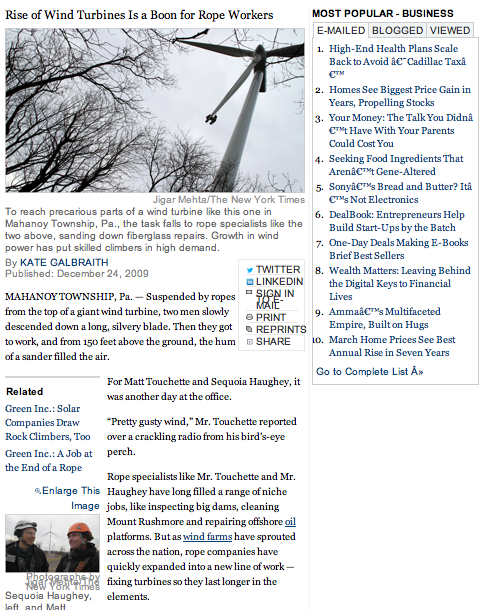 Rise of Wind Turbines Is a Boon for Rope Workers
Jigar Mehta/The New York Times
To reach precarious parts of a wind turbine like this one in
Mahanoy Township, Pa., the task falls to rope specialists like the
two above, sanding down fiberglass repairs. Growth in wind
power has put skilled climbers in high demand.
By KATE GALBRAITH
Published: December 24, 2009
TWITTER
LINKEDIN
SIGN IN
TO E-
MAIL
PRINT
REPRINTS
SHARE
MAHANOY TOWNSHIP, Pa. — Suspended by ropes
from the top of a giant wind turbine, two men slowly
descended down a long, silvery blade. Then they got
to work, and from 150 feet above the ground, the hum
of a sander filled the air.
Related
Green Inc.: Solar
Companies Draw
Rock Climbers, Too
Green Inc.: A Job at
the End of a Rope
Enlarge This
Image
Photographs by
Jigar Mehta/The
New York Times
Sequoia Haughey,
left, and Matt
For Matt Touchette and Sequoia Haughey, it
was another day at the office.
“Pretty gusty wind,” Mr. Touchette reported
over a crackling radio from his bird’s-eye
perch.
Rope specialists like Mr. Touchette and Mr.
Haughey have long filled a range of niche
jobs, like inspecting big dams, cleaning
Mount Rushmore and repairing offshore oil
platforms. But as wind farms have sprouted
across the nation, rope companies have
quickly expanded into a new line of work —
fixing turbines so they last longer in the
elements.
MOST POPULAR - BUSINESS
E-MAILED BLOGGED VIEWED
1. High-End Health Plans Scale
Back to Avoid â€˜Cadillac Taxâ
€™
2. Homes See Biggest Price Gain in
Years, Propelling Stocks
3. Your Money: The Talk You Didnâ
€™t Have With Your Parents
Could Cost You
4. Seeking Food Ingredients That
Arenâ€™t Gene-Altered
5. Sonyâ€™s Bread and Butter? Itâ
€™s Not Electronics
6. DealBook: Entrepreneurs Help
Build Start-Ups by the Batch
7. One-Day Deals Making E-Books
Brief Best Sellers
8. Wealth Matters: Leaving Behind
the Digital Keys to Financial
Lives
9. Ammaâ€™s Multifaceted
Empire, Built on Hugs
10. March Home Prices See Best
Annual Rise in Seven Years
Go to Complete List Â»